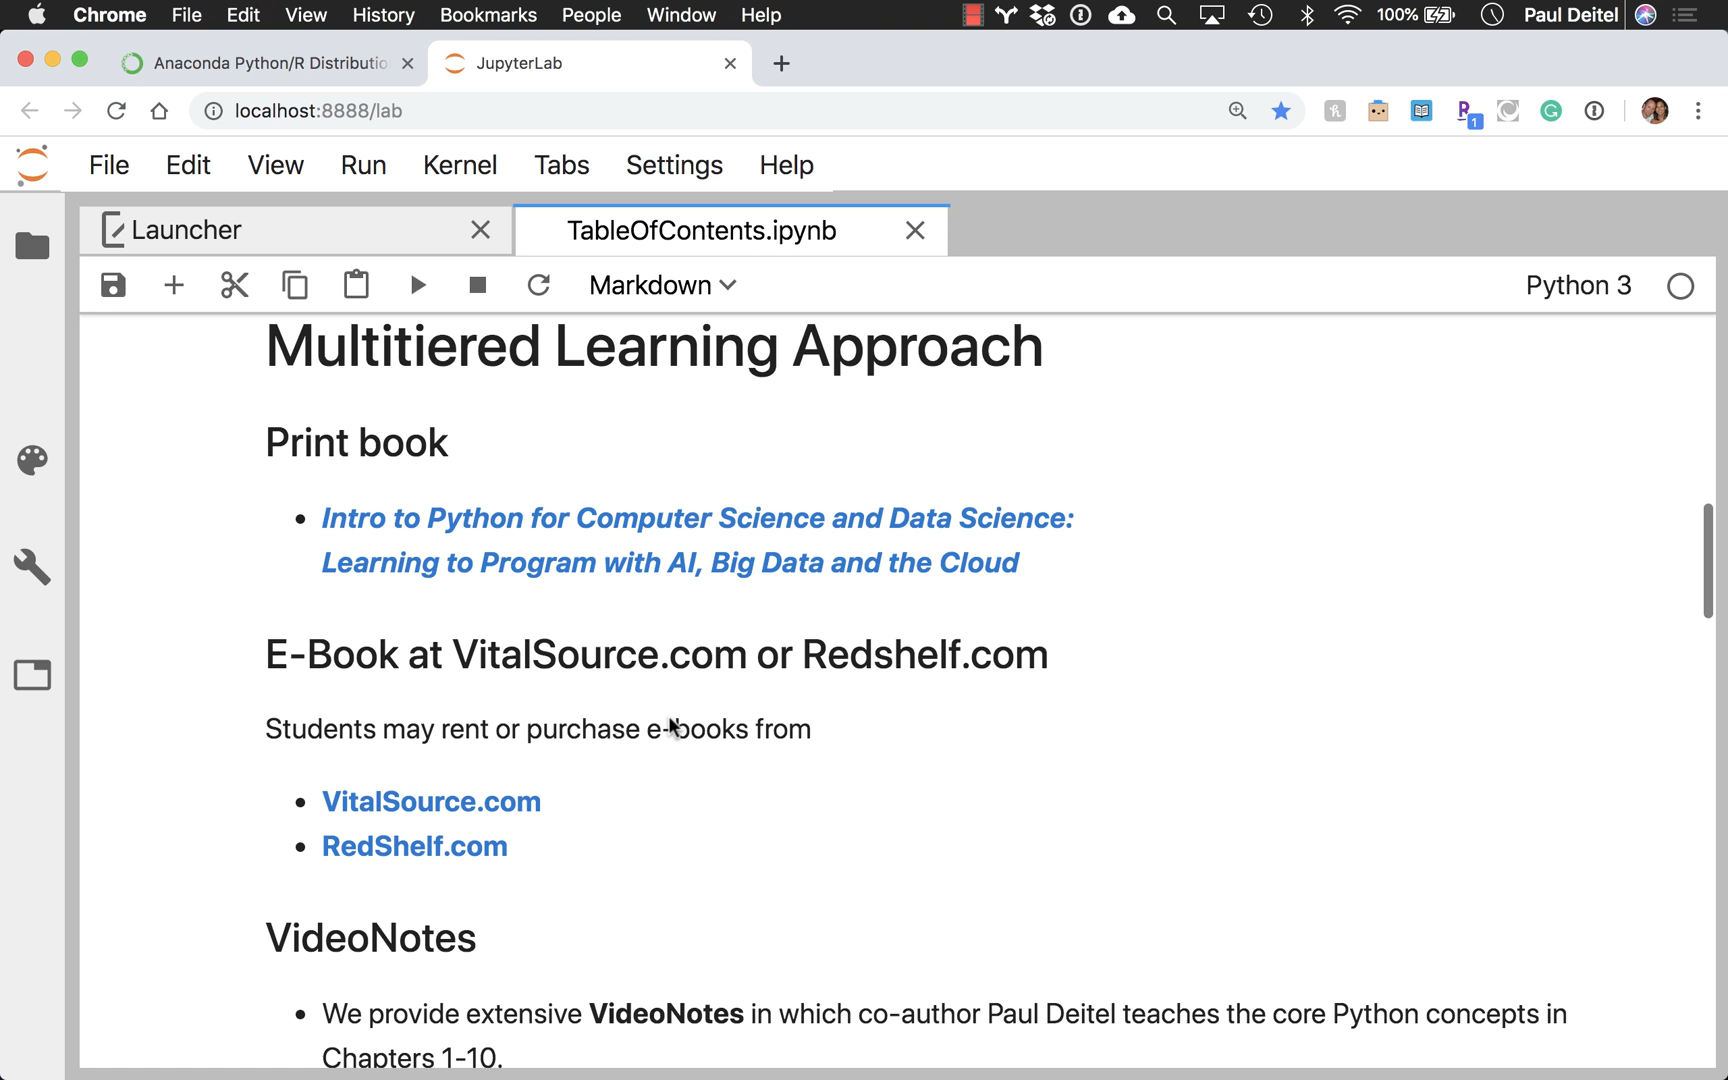 Chrome File Edit View History Bookmarks People Window Help 100% Paul Deitel
Anaconda Python/R Distributio JupyterLab
localhost:8888/lab 1
File Edit View Run Kernel Tabs Settings Help
Launcher TableOfContents.ipynb
Markdown Python 3
Multitiered Learning Approach
Print book
• Intro to Python for Computer Science and Data Science:
Learning to Program with AI, Big Data and the Cloud
E-Book at VitalSource.com or Redshelf.com
Students may rent or purchase e-books from
• VitalSource.com
• RedShelf.com
VideoNotes
• We provide extensive VideoNotes in which co-author Paul Deitel teaches the core Python concepts in
Chapters 1-10.